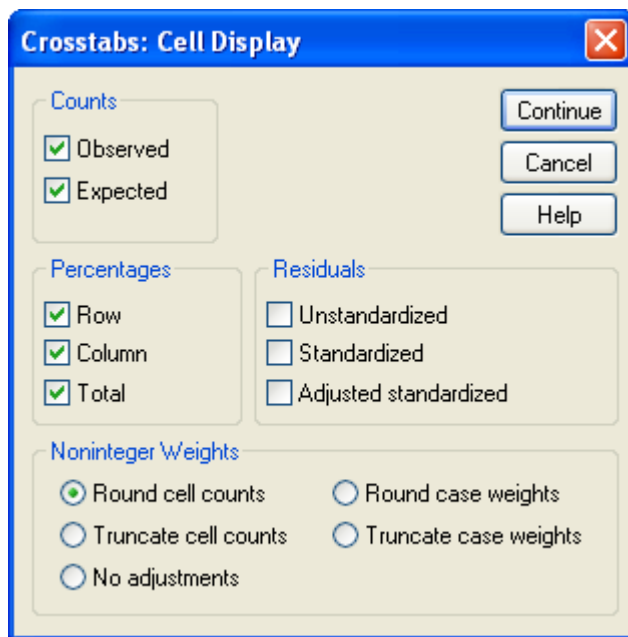 Crosstabs: Cell Display
Counts
Observed
Expected
Continue
Cancel
Help
Percentages
Row
Column
Total
Residuals
Unstandardized
Standardized
Adjusted standardized
Noninteger Weights
Round cell counts
Round case weights
Truncate cell counts
Truncate case weights
No adjustments